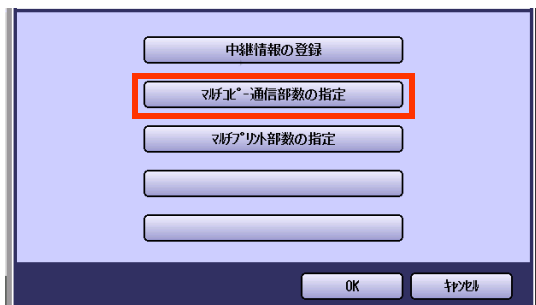 中継情報の登録
ﾏﾙﾁｺﾋﾟｰ通信部数の指定
ﾏﾙﾁﾌﾟﾘﾝﾄ部数の指定
OK
ｷｬﾝｾﾙ